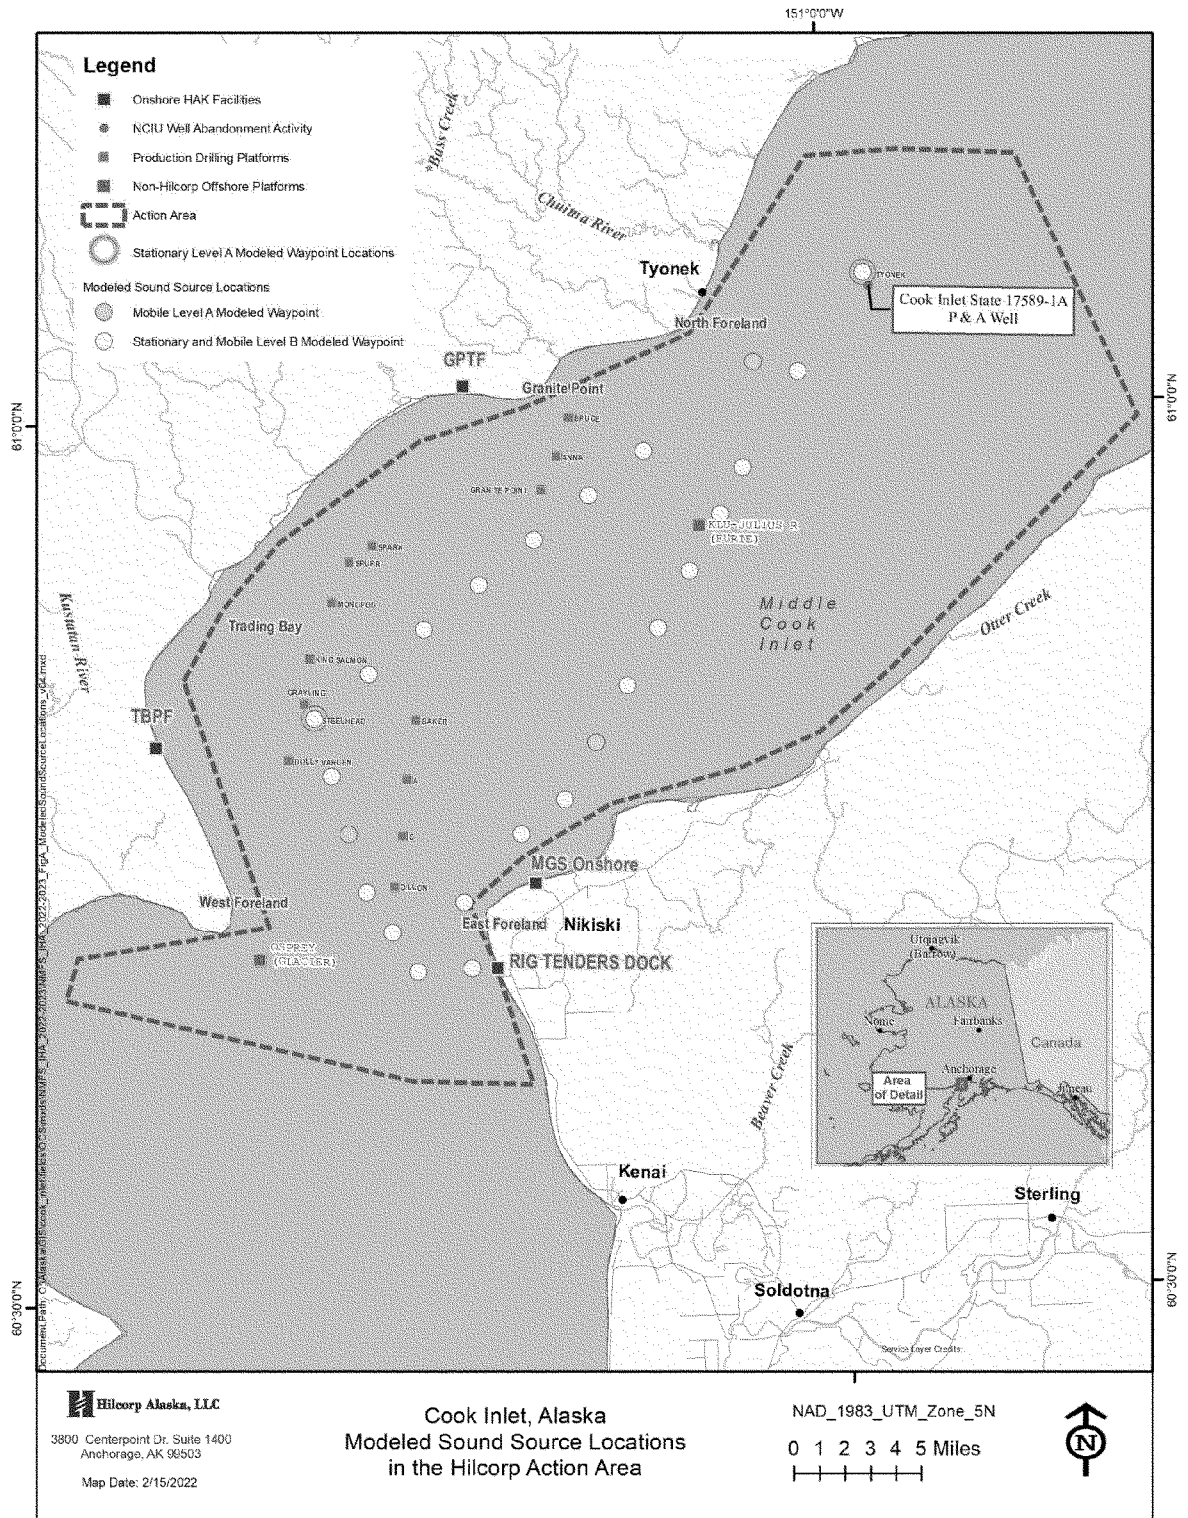 151°0'0"W
Legend
Onshore HAK Facilities
NCIU Well Abandonment Activity
Production Drilling Platforms
Non-Hilcorp Offshore Platforms
Action Area
Stationary Level A Modeled Waypoint Locations
Modeled Sound Source Locations
Mobile Level A Modeled Waypoint
Stationary and Mobile Level B Modeled Waypoint
*Bass Creek
Chuitna River
Tyonek
TYONEK
Cook Inlet State 17589-1A
P & A Well
North Foreland
GPTF
Granite Point
BRUCE
61°0'0"N
61°0'0"N
ANNA
GRANITE POINT
KLU-JULIUS R
(FURIE)
SPARK
SPURR
MONOPOD
Middle
Cook
Inlet
Otter Creek
Kustatan River
Trading Bay
KING SALMON
GRAYLING
STEELHEAD
BAKER
TBPF
DOLLY VARDEN
A
C
MGS Onshore
DILLON
West Foreland
East Foreland
Nikiski
OSPREY
(GLACIER)
RIG TENDERS DOCK
Utqiagvik
(Barrow)
ALASKA
Nome
Fairbanks
Canada
Anchorage
Area
of Detail
Juneau
Beaver Creek
Kenai
Sterling
Soldotna
60°30'0"N
60°30'0"N
Service Layer Credits:
Hilcorp Alaska, LLC
3800 Centerpoint Dr. Suite 1400
Anchorage, AK 99503
Map Date: 2/15/2022
Cook Inlet, Alaska
Modeled Sound Source Locations
in the Hilcorp Action Area
NAD_1983_UTM_Zone_5N
0 1 2 3 4 5 Miles
N